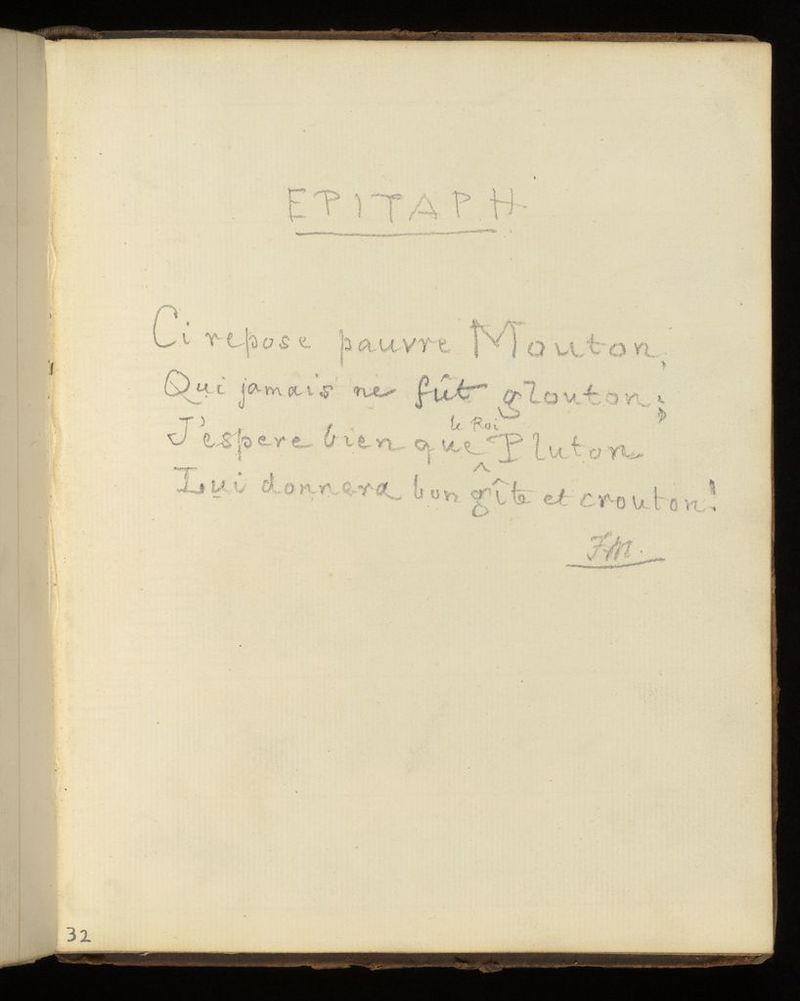 EPITAPH
Ci repose pauvre Mouton,
Qui jamais ne fût glouton;
J'espere bien que le Roi Pluton
Lui donnera bon gîte et crouton!
FM.
32